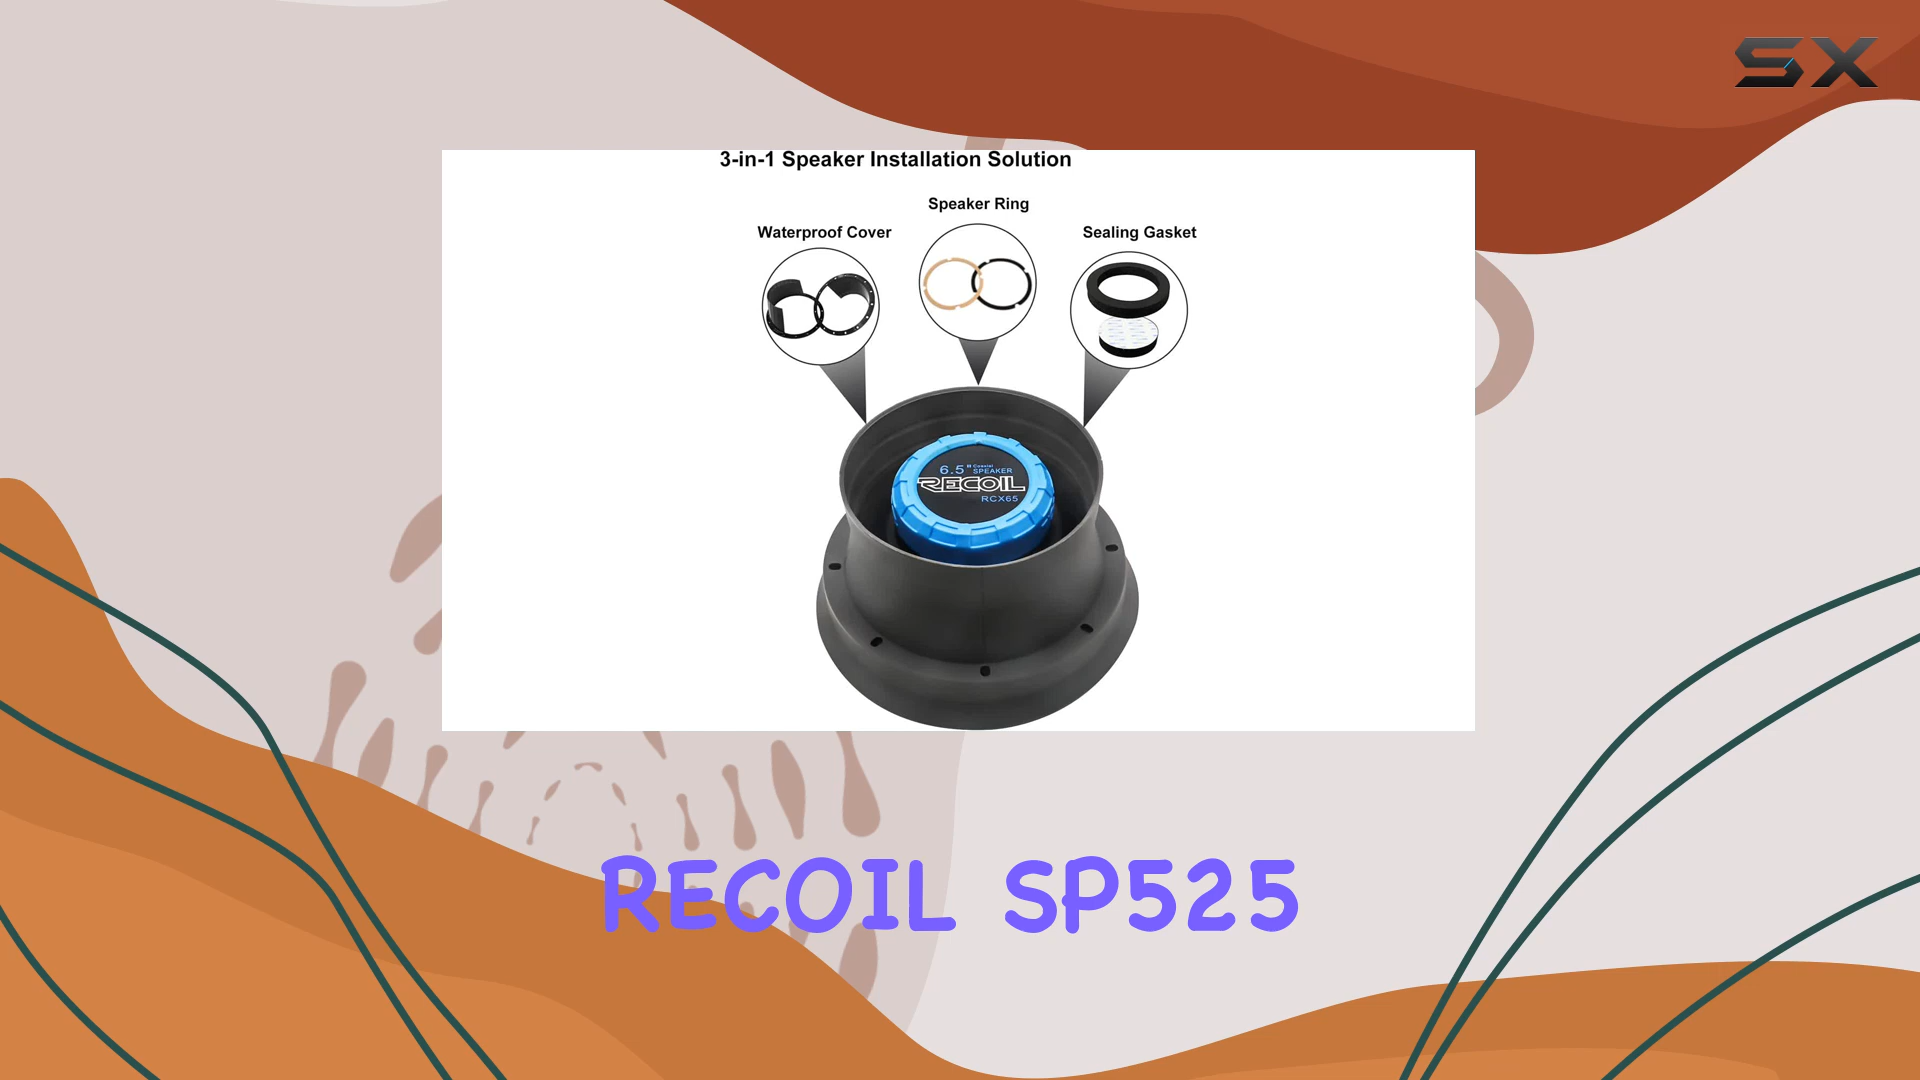 SX
3-in-1 Speaker Installation Solution
Speaker Ring
Waterproof Cover
Sealing Gasket
6.5" Coaxial
SPEAKER
RECOIL
RCX65
RECOIL SP525